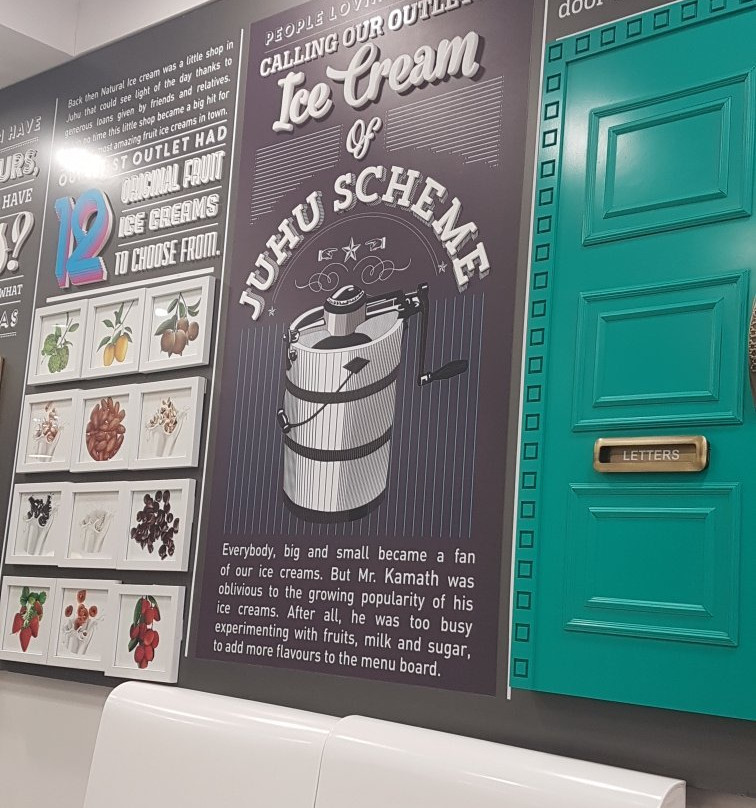 HAVE
URS,
HAVE
?
WHAT
AS
Back then Natural Ice cream was a little shop in
Juhu that could see light of the day thanks to
generous loans given by friends and relatives.
time this little shop became a big hit for
most amazing fruit ice creams in town.
OUTLET HAD
12
ORIGINAL FRUIT
ICE CREAMS
TO CHOOSE FROM.
PEOPLE
CALLING OUR OUTLET
Ice Cream
Of
JUHU SCHEME
Everybody, big and small became a fan
of our ice creams. But Mr. Kamath was
oblivious to the growing popularity of his
ice creams. After all, he was too busy
experimenting with fruits, milk and sugar,
to add more flavours to the menu board.
LETTERS